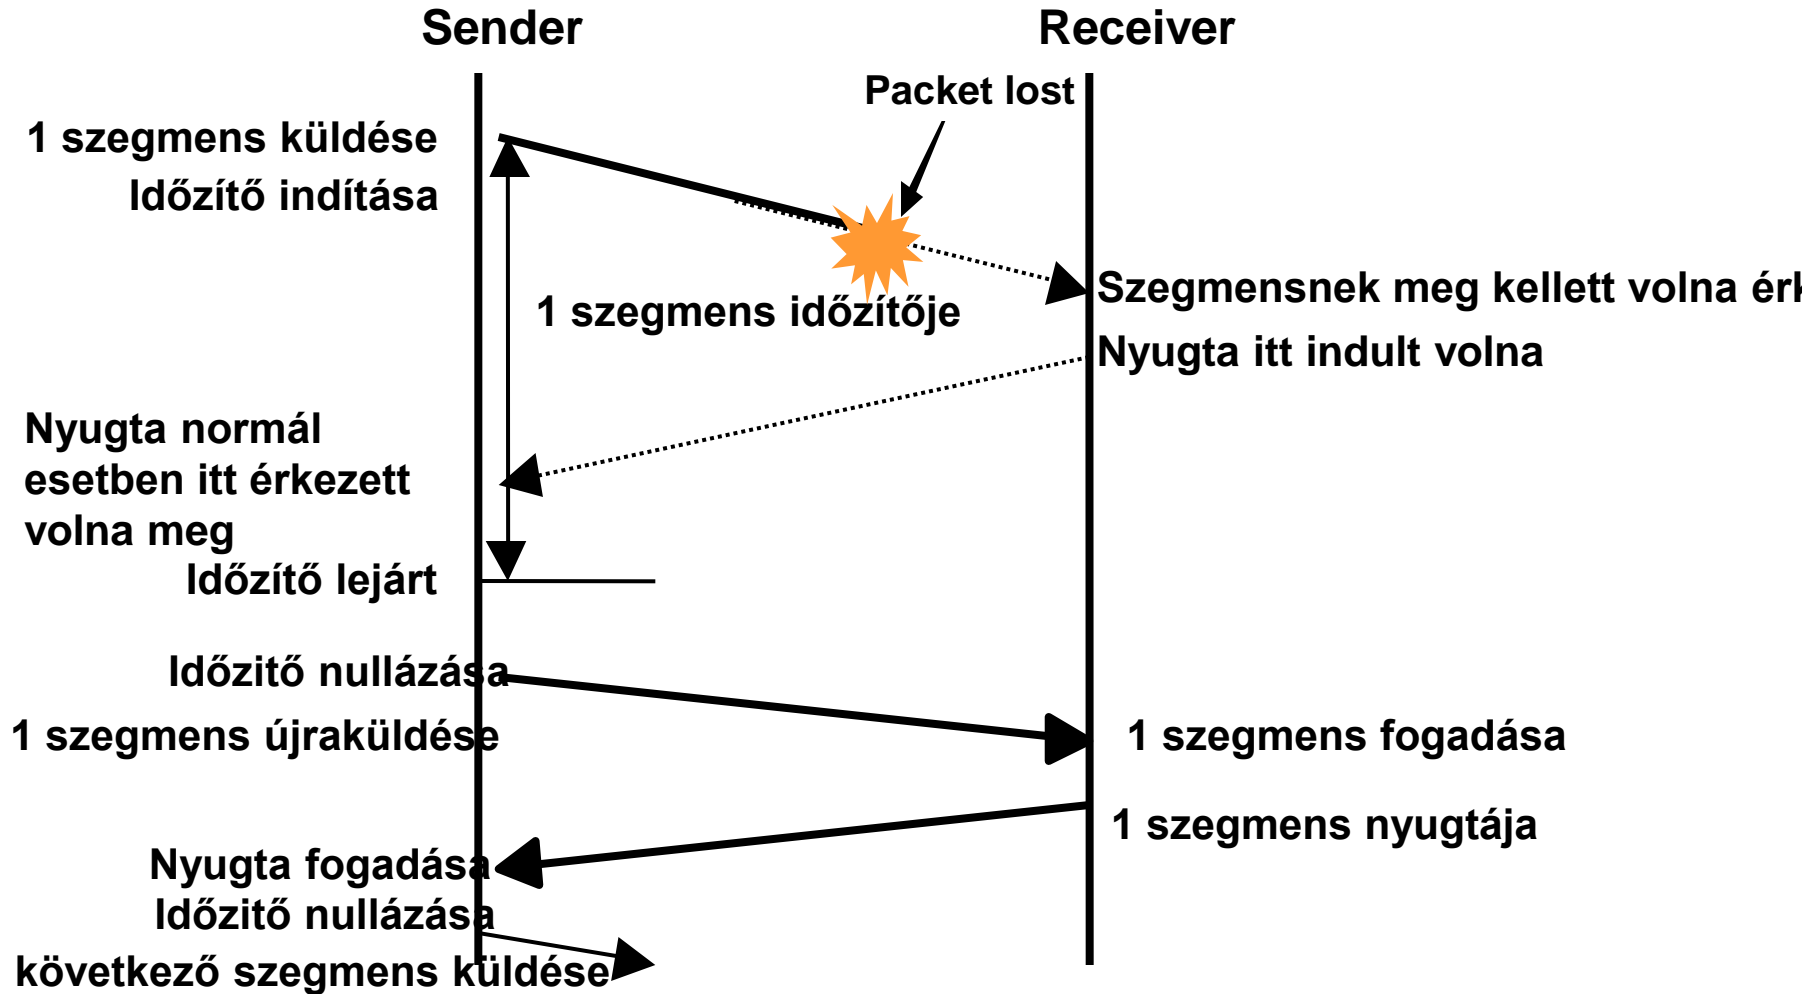 Sender
Receiver
Packet lost
1 szegmens küldése
Időzítő indítása
1 szegmens időzítője
Szegmensnek meg kellett volna
Nyugta itt indult volna
Nyugta normál
esetben itt érkezett
volna meg
Időzítő lejárt
Időzitő nullázása
1 szegmens újraküldése
1 szegmens fogadása
1 szegmens nyugtája
Nyugta fogadása
Időzitő nullázása
következő szegmens küldése